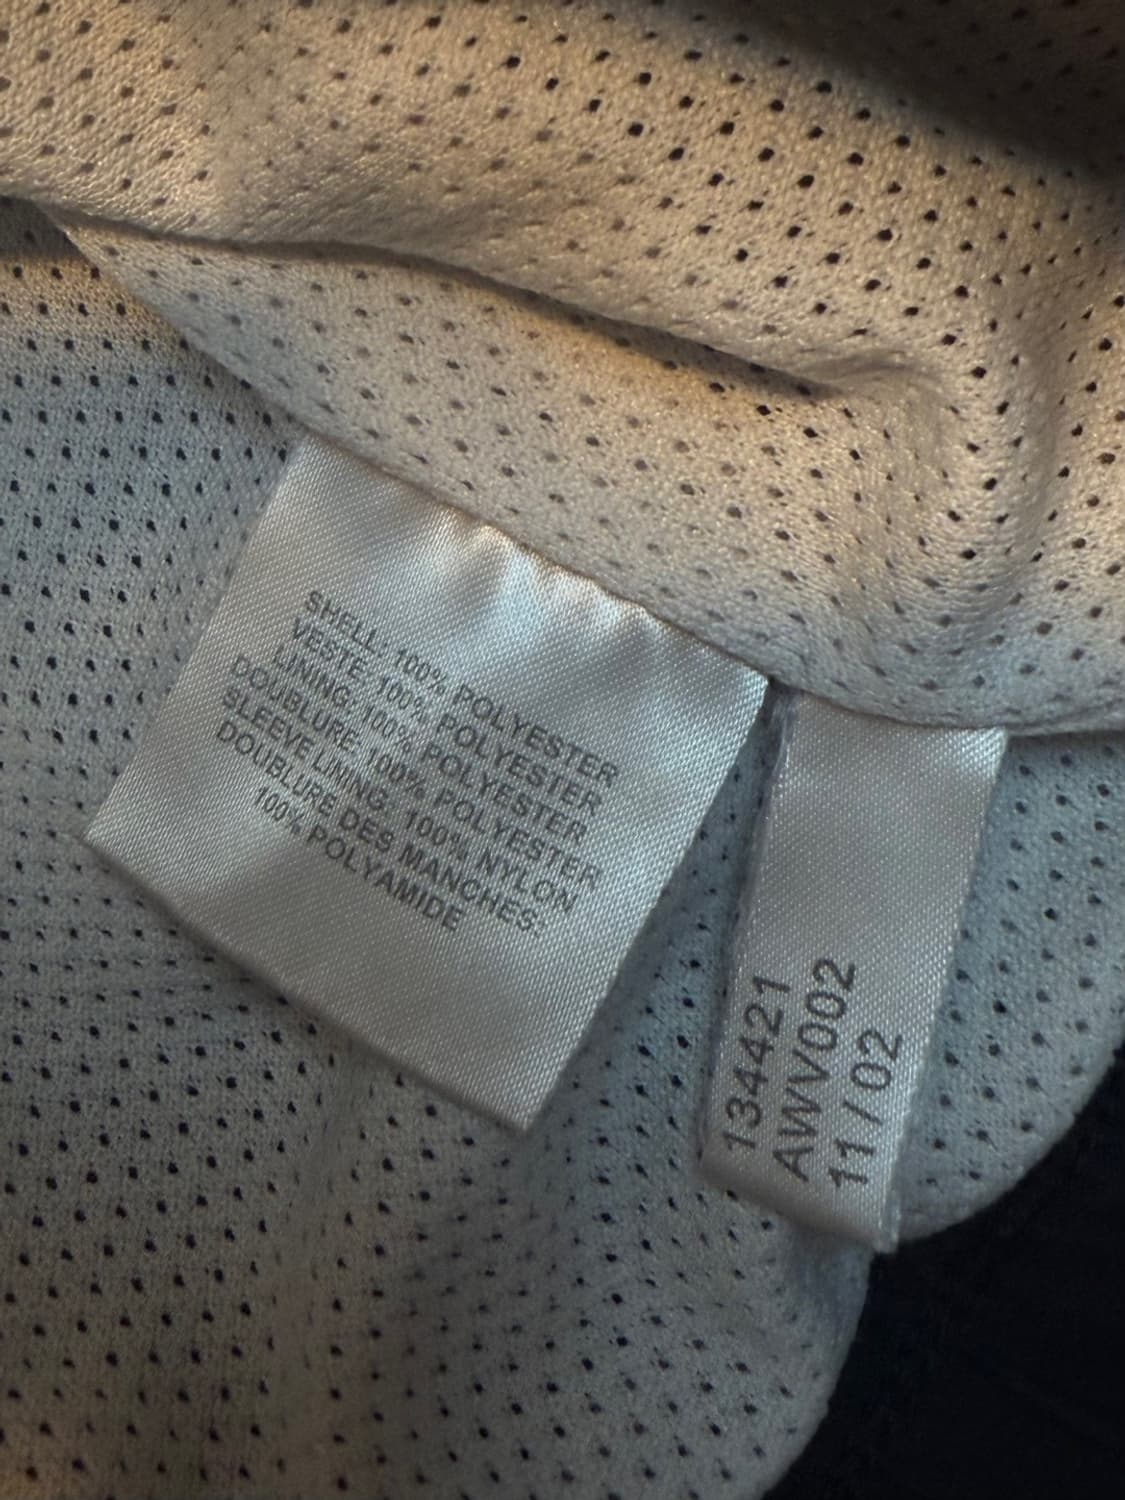 SHELL: 100% POLYESTER
VESTE: 100% POLYESTER
LINING: 100% POLYESTER
DOUBLURE: 100% POLYESTER
SLEEVE LINING: 100% NYLON
DOUBLURE DES MANCHES:
100% POLYAMIDE
134421
AWV002
11 / 02